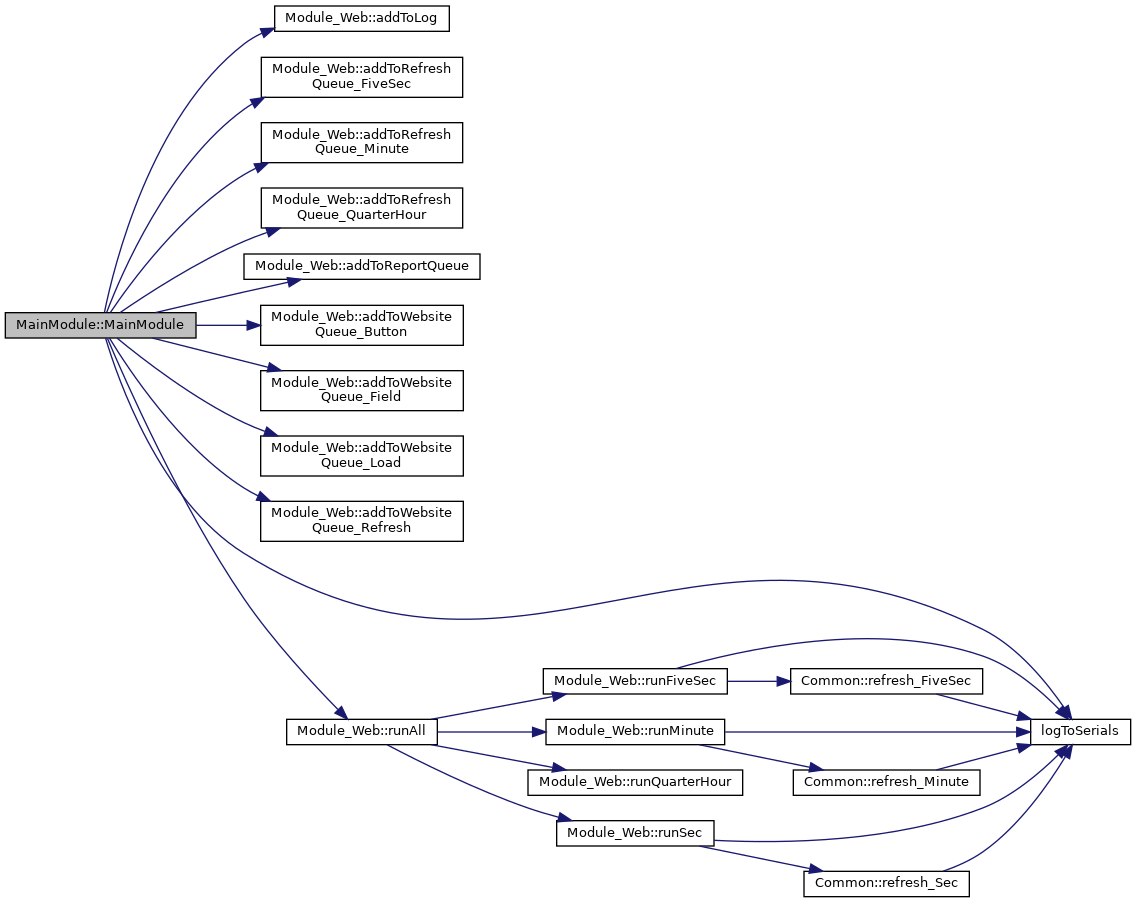 Module_Web::addToLog
Module_Web::addToRefresh
Queue_FiveSec
Module_Web::addToRefresh
Queue_Minute
Module_Web::addToRefresh
Queue_QuarterHour
Module_Web::addToReportQueue
MainModule::MainModule
Module_Web::addToWebsite
Queue_Button
Module_Web::addToWebsite
Queue_Field
Module_Web::addToWebsite
Queue_Load
Module_Web::addToWebsite
Queue_Refresh
Module_Web::runFiveSec
Common::refresh_FiveSec
Module_Web::runAll
Module_Web::runMinute
logToSerials
Module_Web::runQuarterHour
Common::refresh_Minute
Module_Web::runSec
Common::refresh_Sec